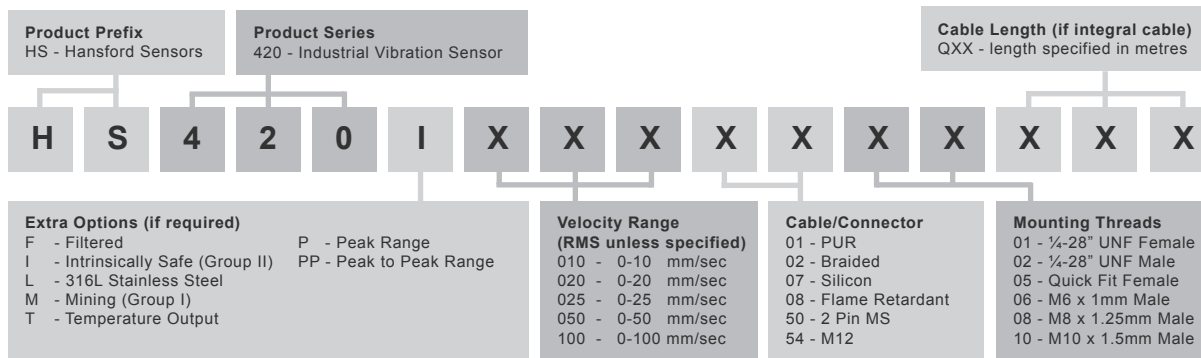 Product Prefix
HS - Hansford Sensors
Product Series
420 - Industrial Vibration Sensor
Cable Length (if integral cable)
QXX - length specified in metres
H S 4 2 0 I X X X X X X X X X X
Extra Options (if required)
F - Filtered
I - Intrinsically Safe (Group II)
L - 316L Stainless Steel
M - Mining (Group I)
T - Temperature Output
P - Peak Range
PP - Peak to Peak Range
Velocity Range
(RMS unless specified)
010 - 0-10 mm/sec
020 - 0-20 mm/sec
025 - 0-25 mm/sec
050 - 0-50 mm/sec
100 - 0-100 mm/sec
Cable/Connector
01 - PUR
02 - Braided
07 - Silicon
08 - Flame Retardant
50 - 2 Pin MS
54 - M12
Mounting Threads
01 - ¼-28” UNF Female
02 - ¼-28” UNF Male
05 - Quick Fit Female
06 - M6 x 1mm Male
08 - M8 x 1.25mm Male
10 - M10 x 1.5mm Male